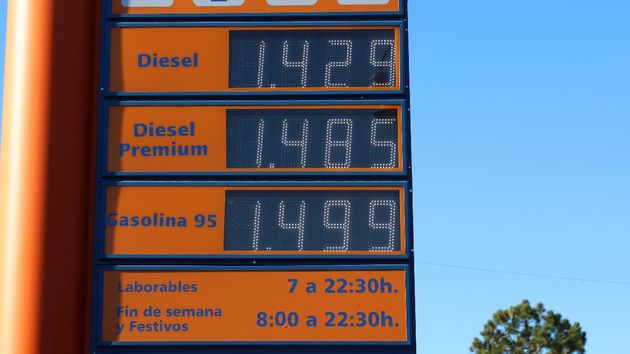 Diesel 1.429
Diesel
Premium 1.485
Gasolina 95 1.499
Laborables 7 a 22:30h.
Fin de semana
y Festivos 8:00 a 22:30h.